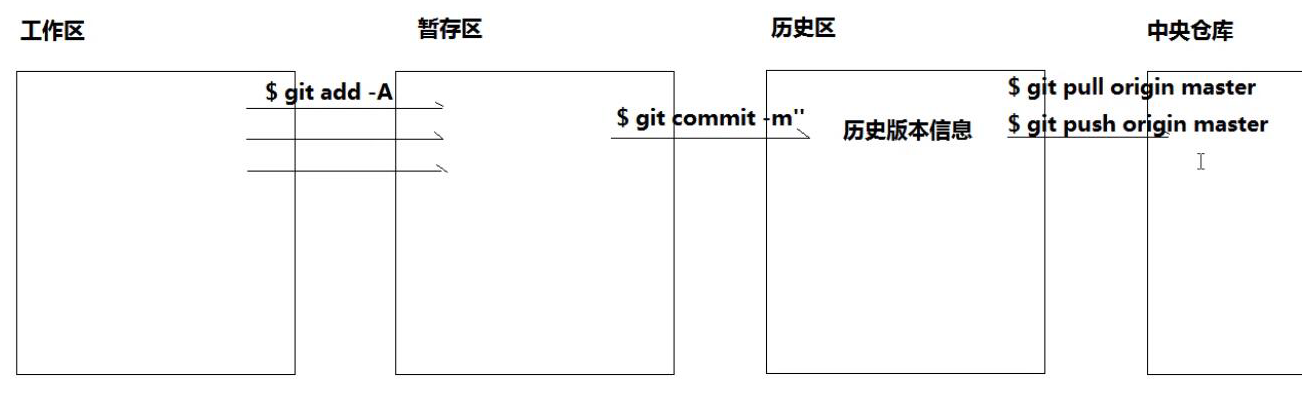 工作区
暂存区
历史区
中央仓库
$ git add -A
$ git commit -m''
历史版本信息
$ git pull origin master
$ git push origin master